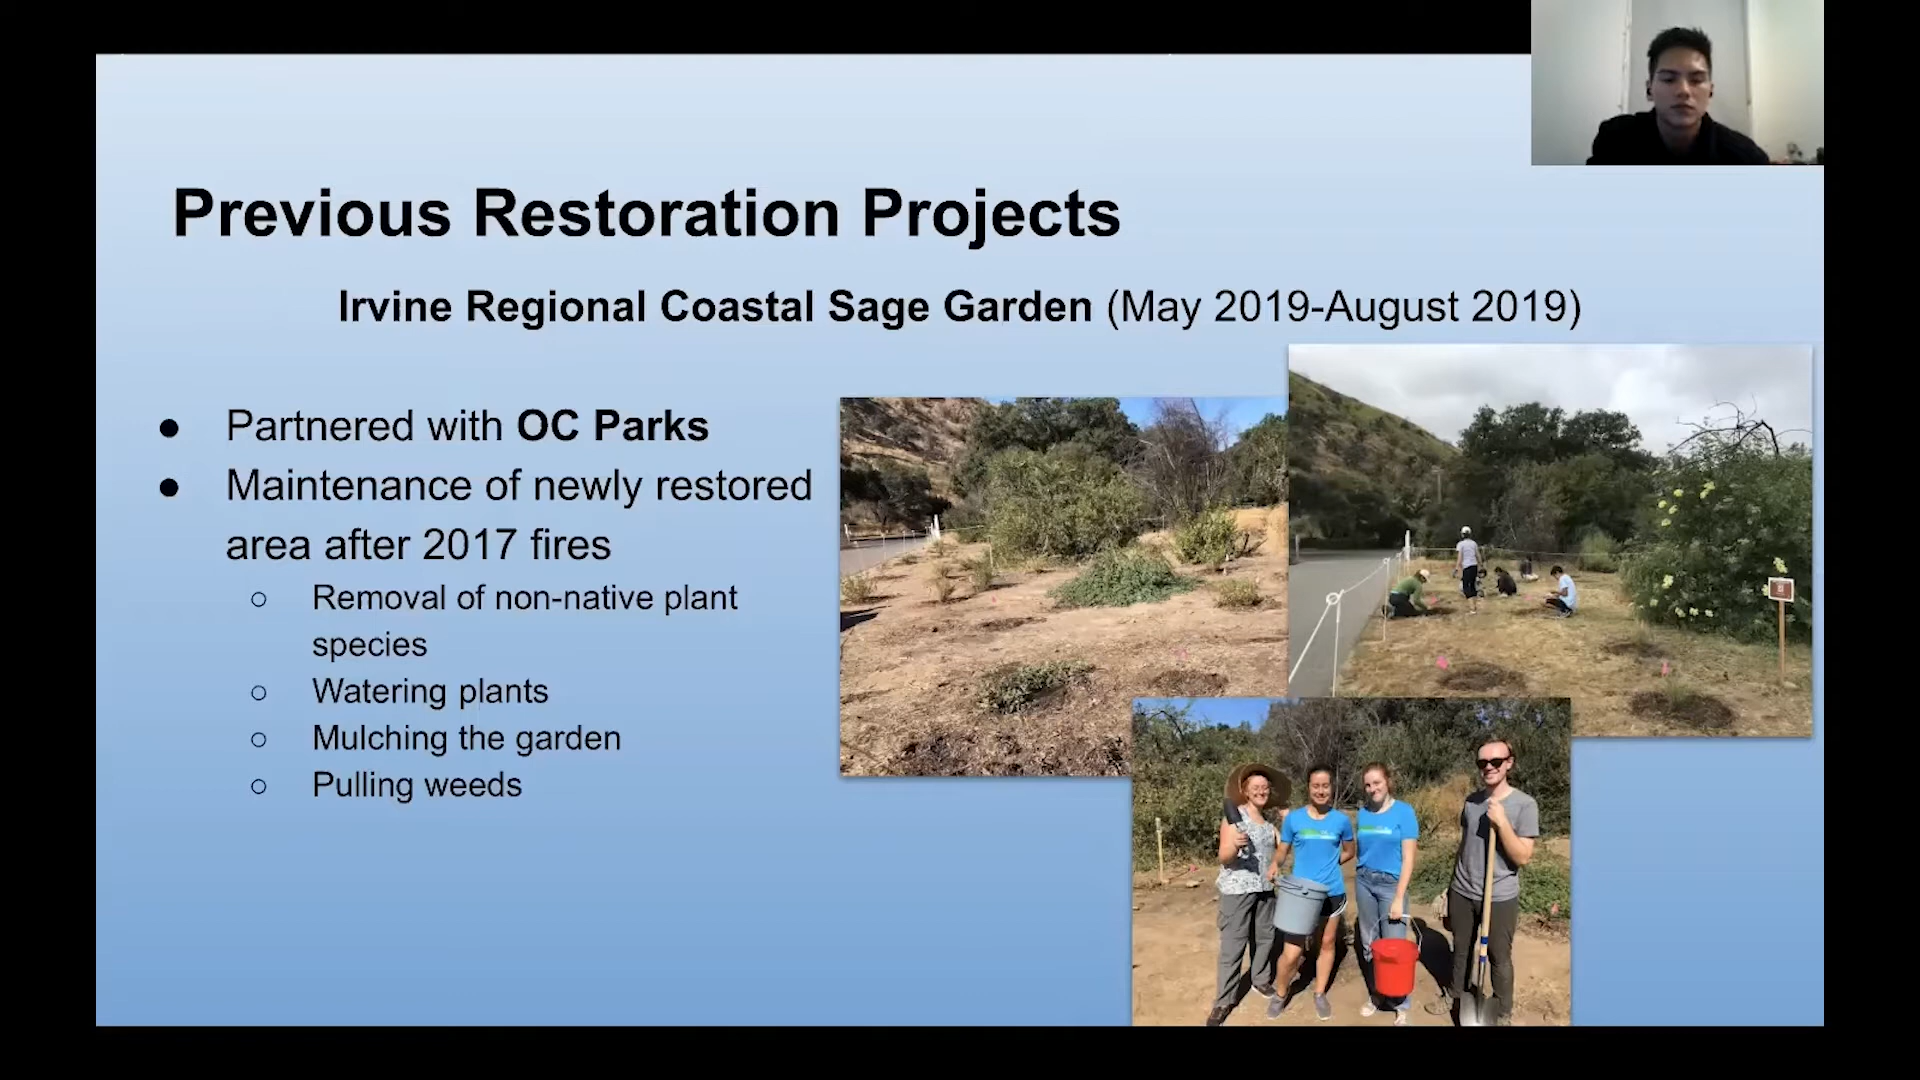 Previous Restoration Projects
Irvine Regional Coastal Sage Garden (May 2019-August 2019)
● Partnered with OC Parks
● Maintenance of newly restored
area after 2017 fires
○ Removal of non-native plant
species
○ Watering plants
○ Mulching the garden
○ Pulling weeds